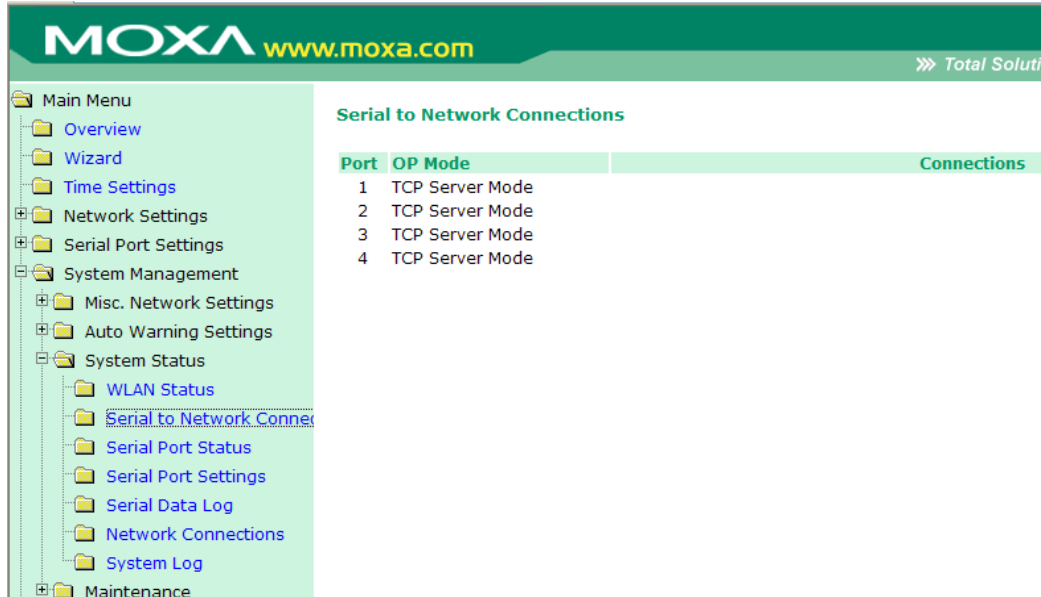 MOXA www.moxa.com
Total Soluti
Main Menu
Overview
Wizard
Time Settings
Network Settings
Serial Port Settings
System Management
Misc. Network Settings
Auto Warning Settings
System Status
WLAN Status
Serial to Network Connec
Serial Port Status
Serial Port Settings
Serial Data Log
Network Connections
System Log
Maintenance
Serial to Network Connections
Port OP Mode Connections
1 TCP Server Mode
2 TCP Server Mode
3 TCP Server Mode
4 TCP Server Mode